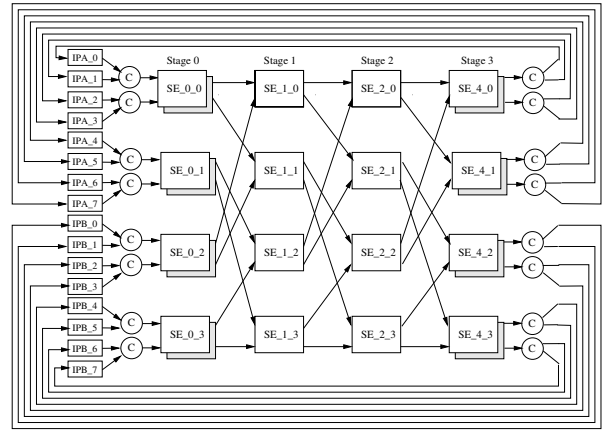 Stage 0 Stage 1 Stage 2 Stage 3
IPA_0
IPA_1
IPA_2
IPA_3
IPA_4
IPA_5
IPA_6
IPA_7
IPB_0
IPB_1
IPB_2
IPB_3
IPB_4
IPB_5
IPB_6
IPB_7
C
C
C
C
C
C
C
C
SE_0_0 SE_1_0 SE_2_0 SE_4_0
SE_0_1 SE_1_1 SE_2_1 SE_4_1
SE_0_2 SE_1_2 SE_2_2 SE_4_2
SE_0_3 SE_1_3 SE_2_3 SE_4_3
C
C
C
C
C
C
C
C